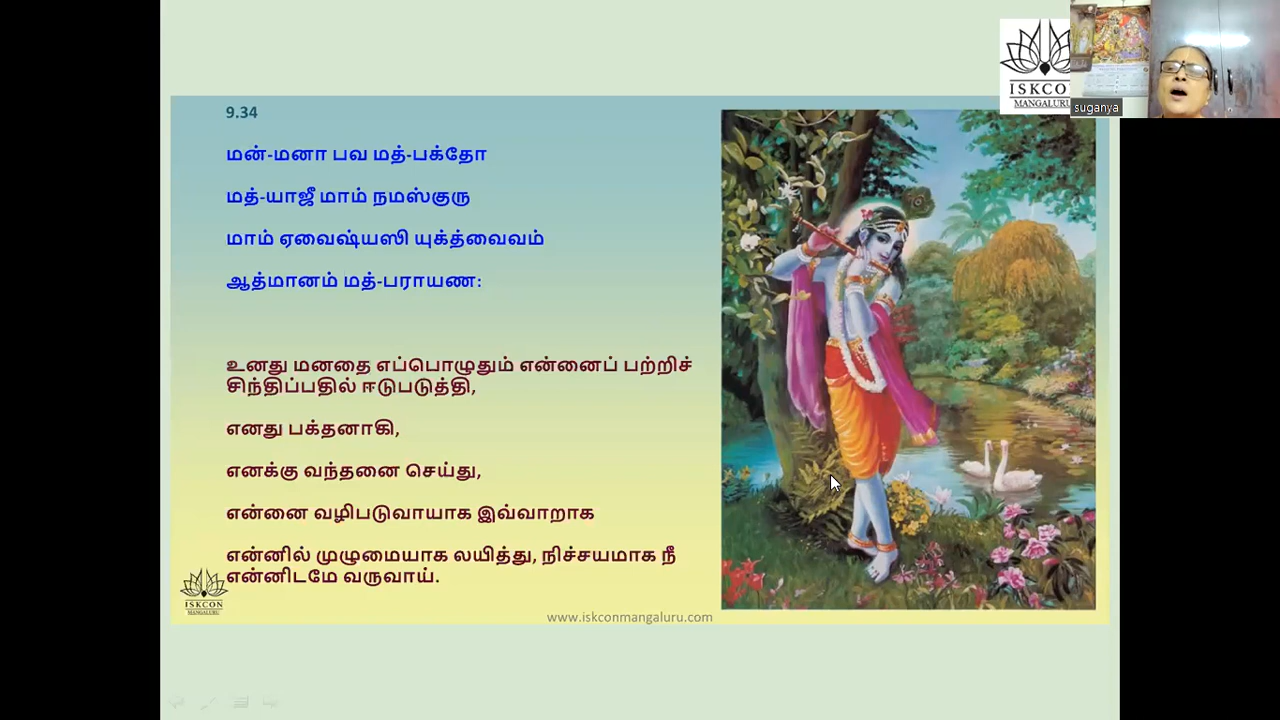 9.34
மன்-மனா பவ மத்-பக்தோ
மத்-யாஜீ மாம் நமஸ்குரு
மாம் ஏவைஷ்யஸி யுக்த்வைவம்
ஆத்மானம் மத்-பராயண:
உனது மனதை எப்பொழுதும் என்னைப் பற்றிச்
சிந்திப்பதில் ஈடுபடுத்தி,
எனது பக்தனாகி,
எனக்கு வந்தனை செய்து,
என்னை வழிபடுவாயாக இவ்வாறாக
என்னில் முழுமையாக லயித்து, நிச்சயமாக நீ
என்னிடமே வருவாய்.
ISKCON
MANGALURU
www.iskconmangaluru.com
ISKCON
MANGALURU
suganya